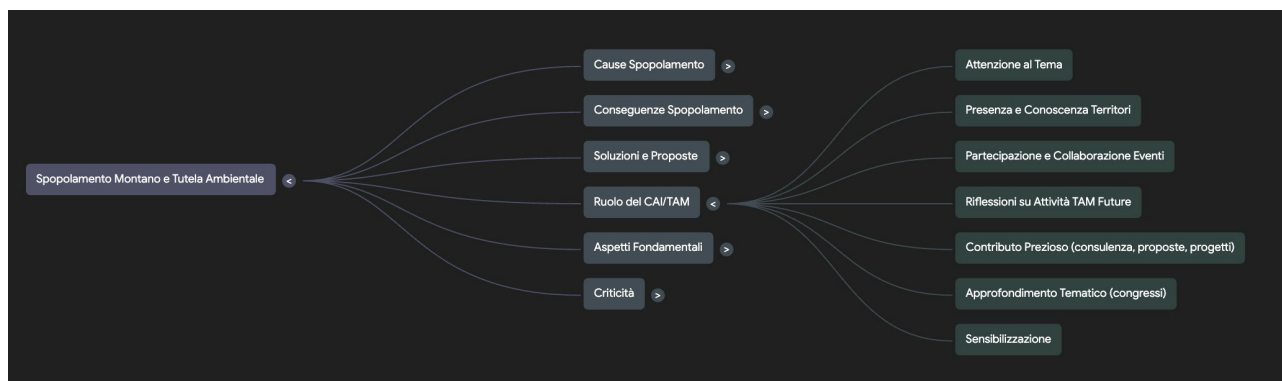 Spopolamento Montano e Tutela Ambientale
<
Cause Spopolamento
>
Conseguenze Spopolamento
>
Soluzioni e Proposte
>
Ruolo del CAI/TAM
<
Aspetti Fondamentali
>
Criticità
>
Attenzione al Tema
Presenza e Conoscenza Territori
Partecipazione e Collaborazione Eventi
Riflessioni su Attività TAM Future
Contributo Prezioso (consulenza, proposte, progetti)
Approfondimento Tematico (congressi)
Sensibilizzazione